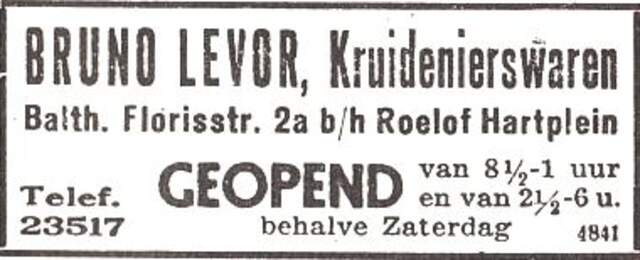 BRUNO LEVOR, Kruidenierswaren
Balth. Florisstr. 2a b/h Roelof Hartplein
Telef. 23517
GEOPEND
van 8½-1 uur
en van 2½-6 u.
behalve Zaterdag
4841